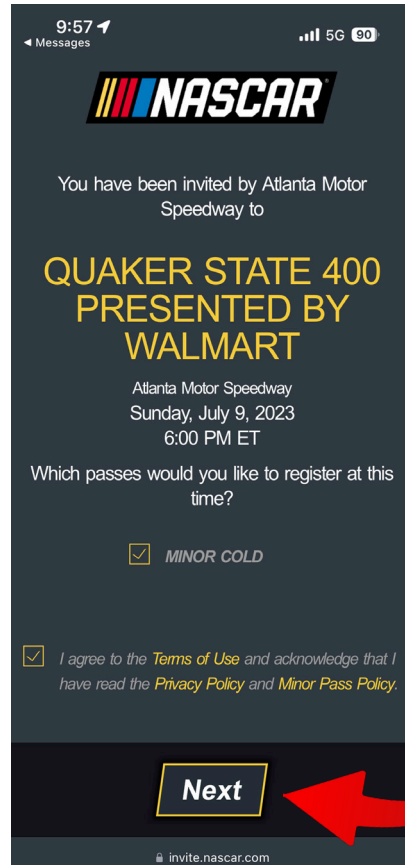 9:57
5G 90
◀ Messages
NASCAR
You have been invited by Atlanta Motor
Speedway to
QUAKER STATE 400
PRESENTED BY
WALMART
Atlanta Motor Speedway
Sunday, July 9, 2023
6:00 PM ET
Which passes would you like to register at this
time?
MINOR COLD
I agree to the Terms of Use and acknowledge that I
have read the Privacy Policy and Minor Pass Policy.
Next
invite.nascar.com